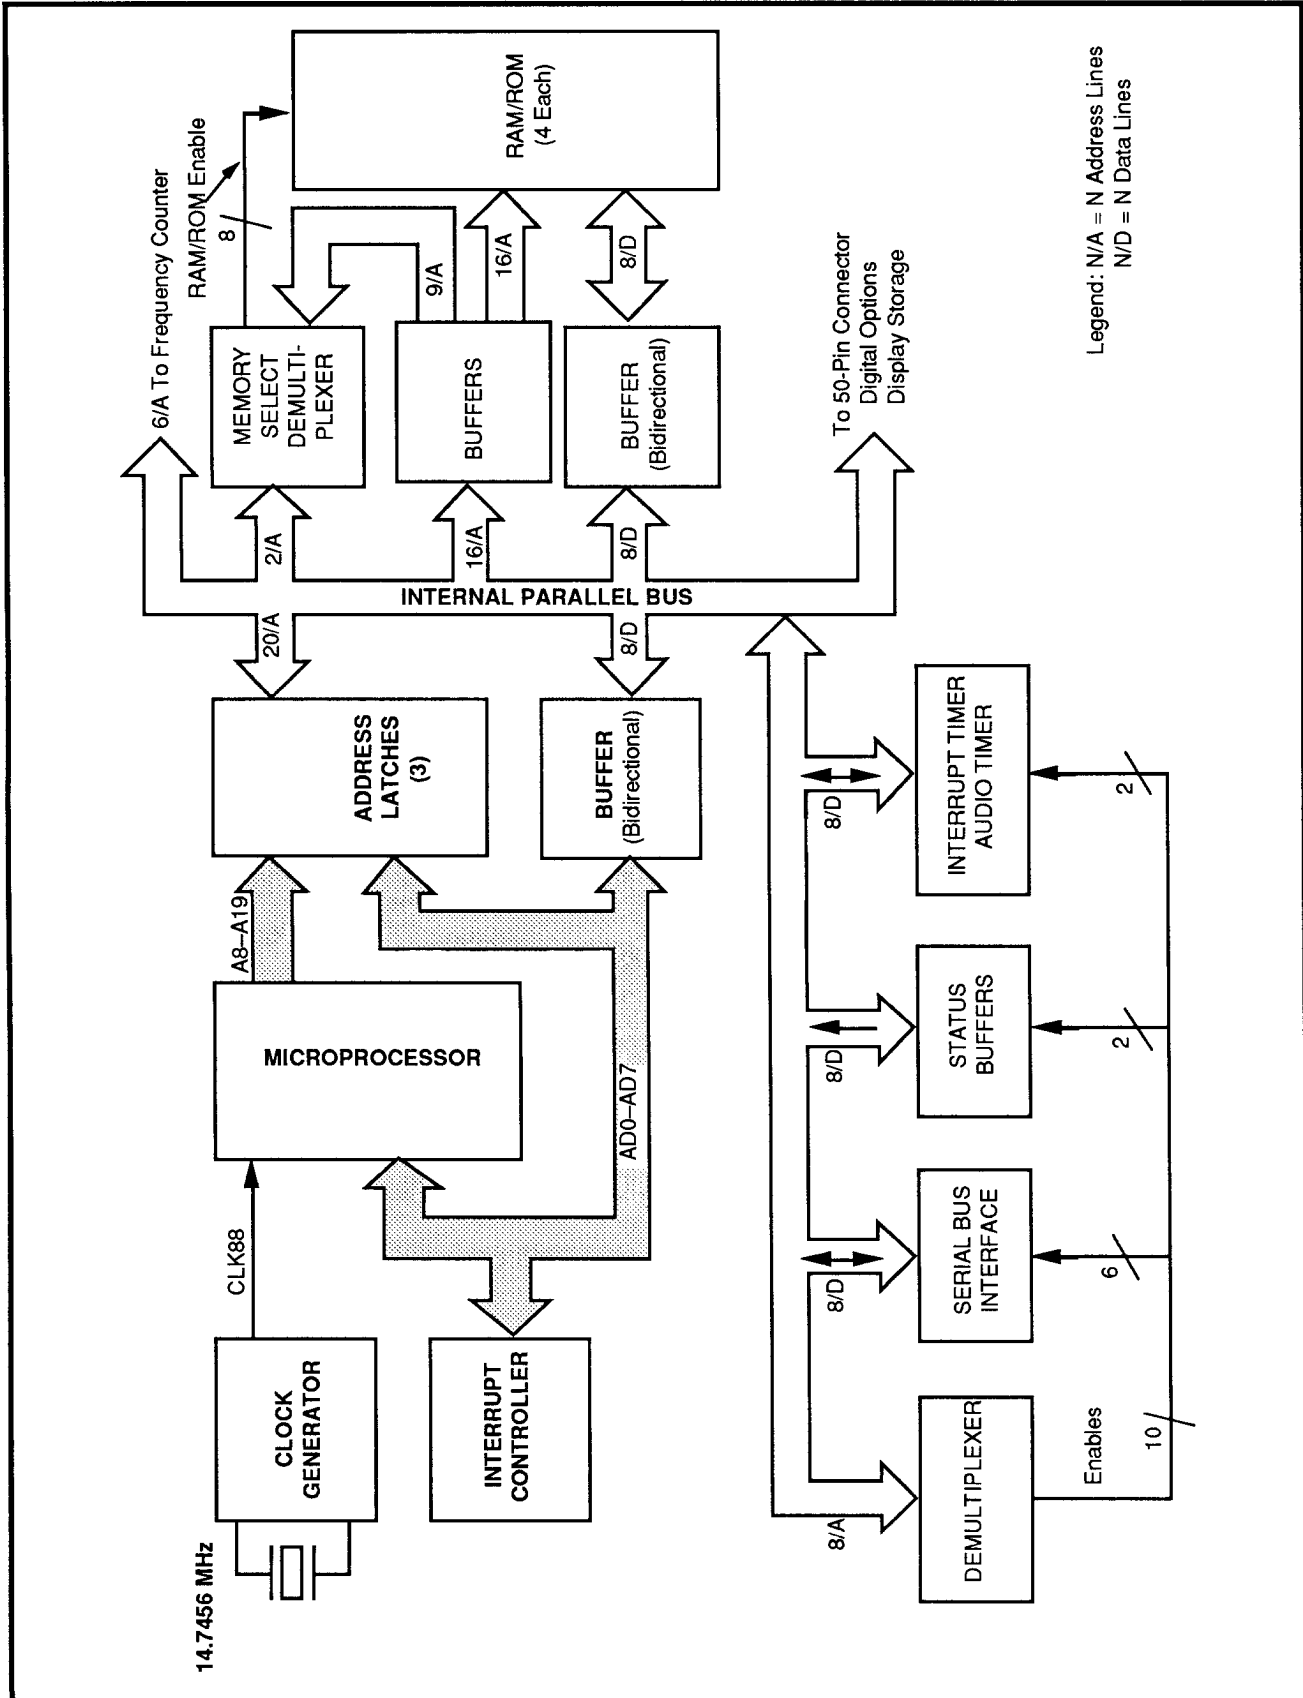 14.7456 MHz
CLOCK
GENERATOR
CLK88
INTERRUPT
CONTROLLER
MICROPROCESSOR
A8–A19
AD0–AD7
ADDRESS
LATCHES
(3)
BUFFER
(Bidirectional)
20/A
8/D
INTERNAL PARALLEL BUS
2/A
16/A
8/D
6/A To Frequency Counter
MEMORY
SELECT
DEMULTI-
PLEXER
BUFFERS
BUFFER
(Bidirectional)
RAM/ROM Enable
8
9/A
16/A
8/D
RAM/ROM
(4 Each)
To 50-Pin Connector
Digital Options
Display Storage
8/A
DEMULTIPLEXER
Enables
10
8/D
SERIAL BUS
INTERFACE
6
8/D
STATUS
BUFFERS
2
8/D
INTERRUPT TIMER
AUDIO TIMER
2
Legend: N/A = N Address Lines
N/D = N Data Lines